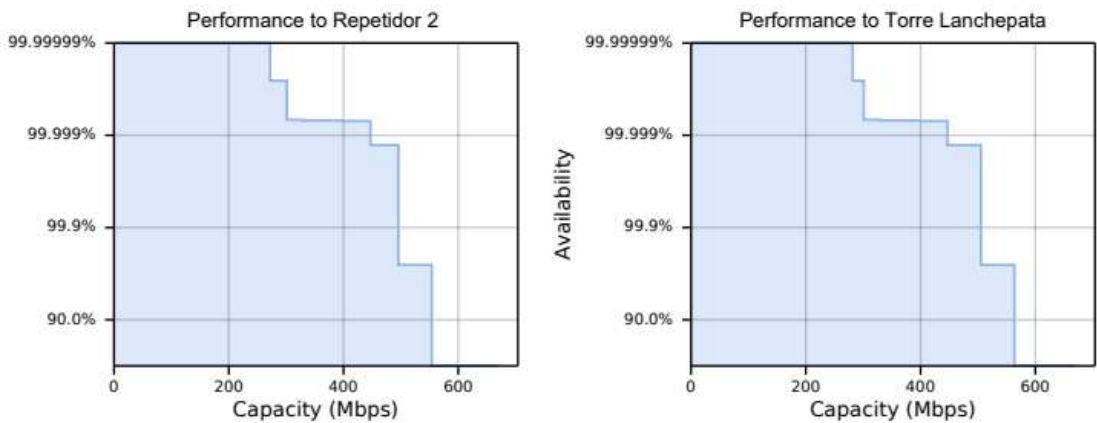 Performance to Repetidor 2
99.99999%
99.999%
99.9%
90.0%
0 200 400 600
Capacity (Mbps)
Performance to Torre Lanchepata
Availability
99.99999%
99.999%
99.9%
90.0%
0 200 400 600
Capacity (Mbps)